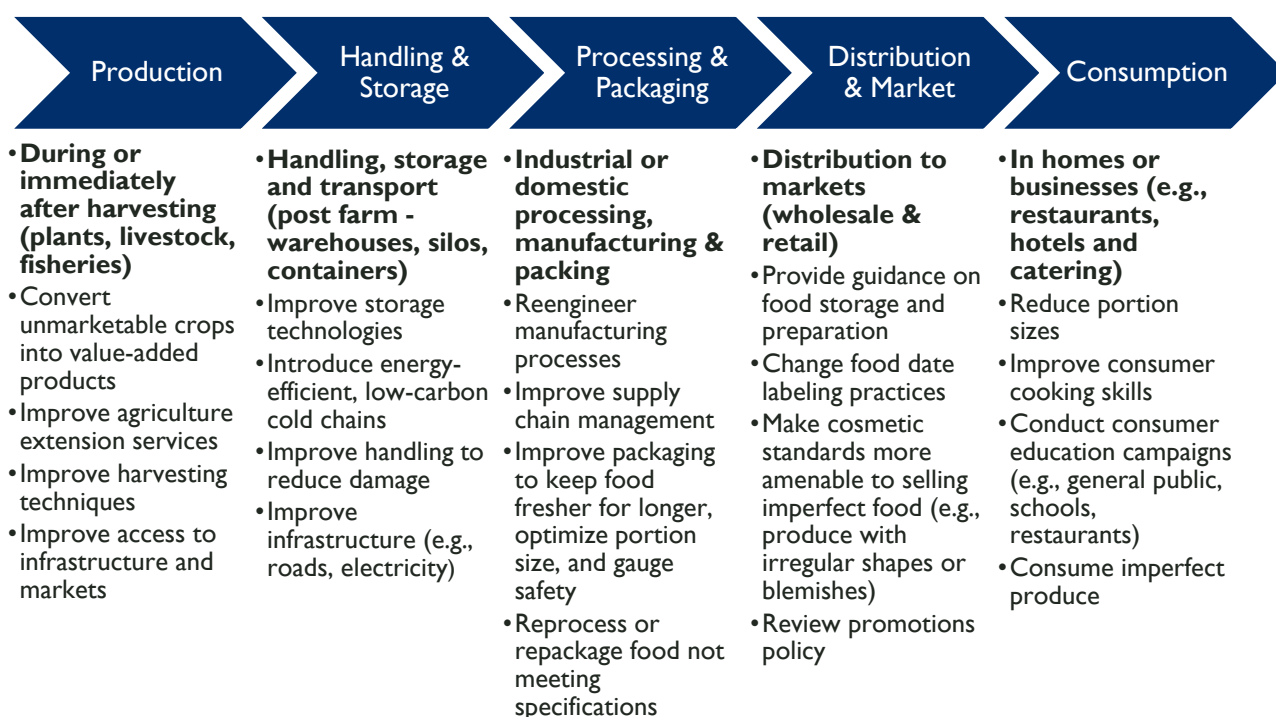 Production
Handling &
Storage
Processing &
Packaging
Distribution
& Market
Consumption
•During or
immediately
after harvesting
(plants, livestock,
fisheries)
•Convert
unmarketable crops
into value-added
products
•Improve agriculture
extension services
•Improve harvesting
techniques
•Improve access to
infrastructure and
markets
•Handling, storage
and transport
(post farm -
warehouses, silos,
containers)
•Improve storage
technologies
•Introduce energy-
efficient, low-carbon
cold chains
•Improve handling to
reduce damage
•Improve
infrastructure (e.g.,
roads, electricity)
•Industrial or
domestic
processing,
manufacturing &
packing
•Reengineer
manufacturing
processes
•Improve supply
chain management
•Improve packaging
to keep food
fresher for longer,
optimize portion
size, and gauge
safety
•Reprocess or
repackage food not
meeting
specifications
•Distribution to
markets
(wholesale &
retail)
•Provide guidance on
food storage and
preparation
•Change food date
labeling practices
•Make cosmetic
standards more
amenable to selling
imperfect food (e.g.,
produce with
irregular shapes or
blemishes)
•Review promotions
policy
•In homes or
businesses (e.g.,
restaurants,
hotels and
catering)
•Reduce portion
sizes
•Improve consumer
cooking skills
•Conduct consumer
education campaigns
(e.g., general public,
schools,
restaurants)
•Consume imperfect
produce